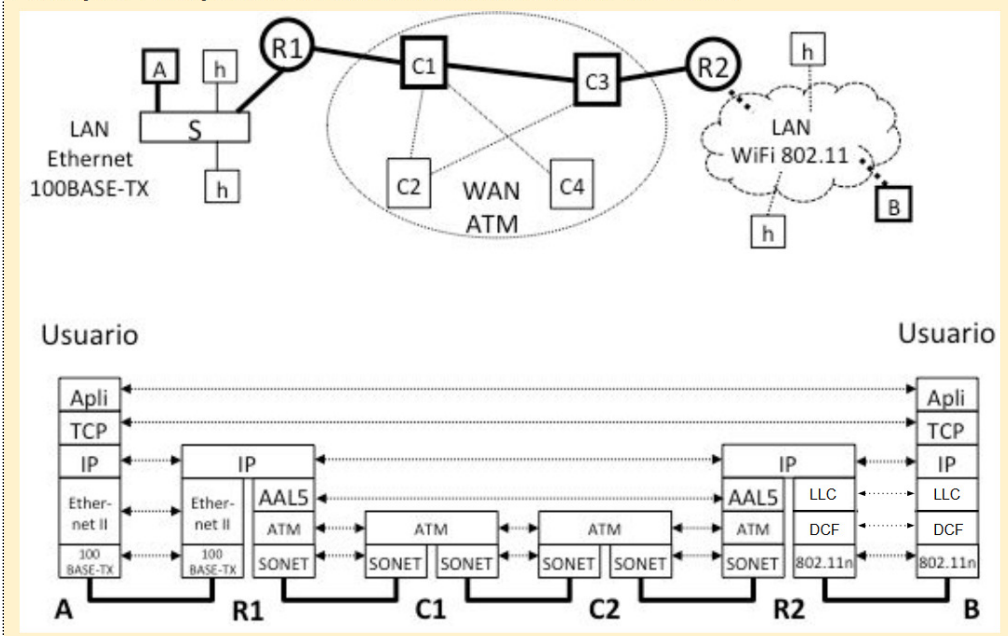 A
h
R1
C1
C3
R2
h
LAN
Ethernet
100BASE-TX
S
h
C2
WAN
ATM
C4
LAN
WiFi 802.11
B
h
Usuario
Usuario
Apli
Apli
TCP
TCP
IP
IP
IP
IP
Ether-
net II
Ether-
net II
AAL5
AAL5
LLC
LLC
ATM
ATM
ATM
ATM
DCF
DCF
100
BASE-TX
100
BASE-TX
SONET
SONET
SONET
SONET
SONET
SONET
802.11n
802.11n
A
R1
C1
C2
R2
B